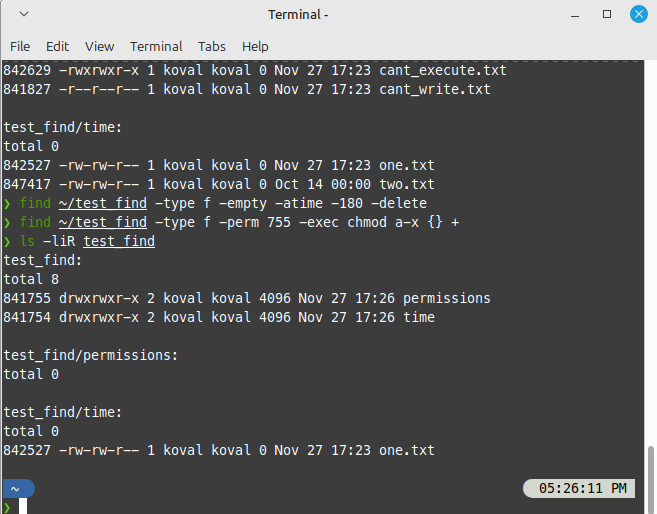 Terminal -
File Edit View Terminal Tabs Help
842629 -rwxrwxr-x 1 koval koval 0 Nov 27 17:23 cant_execute.txt
841827 -r--r--r-- 1 koval koval 0 Nov 27 17:23 cant_write.txt

test_find/time:
total 0
842527 -rw-rw-r-- 1 koval koval 0 Nov 27 17:23 one.txt
847417 -rw-rw-r-- 1 koval koval 0 Oct 14 00:00 two.txt
❯ find ~/test_find -type f -empty -atime -180 -delete
❯ find ~/test_find -type f -perm 755 -exec chmod a-x {} +
❯ ls -liR test_find
test_find:
total 8
841755 drwxrwxr-x 2 koval koval 4096 Nov 27 17:26 permissions
841754 drwxrwxr-x 2 koval koval 4096 Nov 27 17:26 time

test_find/permissions:
total 0

test_find/time:
total 0
842527 -rw-rw-r-- 1 koval koval 0 Nov 27 17:23 one.txt

~ 05:26:11 PM
❯